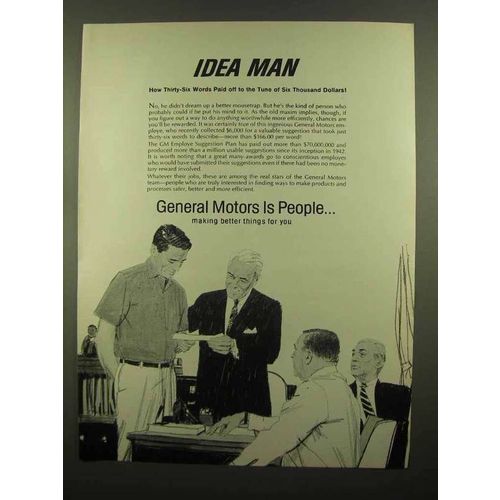 IDEA MAN
How Thirty-Six Words Paid off to the Tune of Six Thousand Dollars!
No, he didn't dream up a better mousetrap. But he's the kind of person who
probably could if he put his mind to it. As the old maxim implies, though, if
you figure out a way to do anything worthwhile more efficiently, chances are
you'll be rewarded. It was certainly true of this ingenious General Motors em-
ploye, who recently collected $6,000 for a valuable suggestion that took just
thirty-six words to describe—more than $166.00 per word!
The GM Employe Suggestion Plan has paid out more than $70,000,000 and
produced more than a million usable suggestions since its inception in 1942.
It is worth noting that a great many awards go to conscientious employes
who would have submitted their suggestions even if there had been no mone-
tary reward involved.
Whatever their jobs, these are among the real stars of the General Motors
team—people who are truly interested in finding ways to make products and
processes safer, better and more efficient.
General Motors Is People...
making better things for you